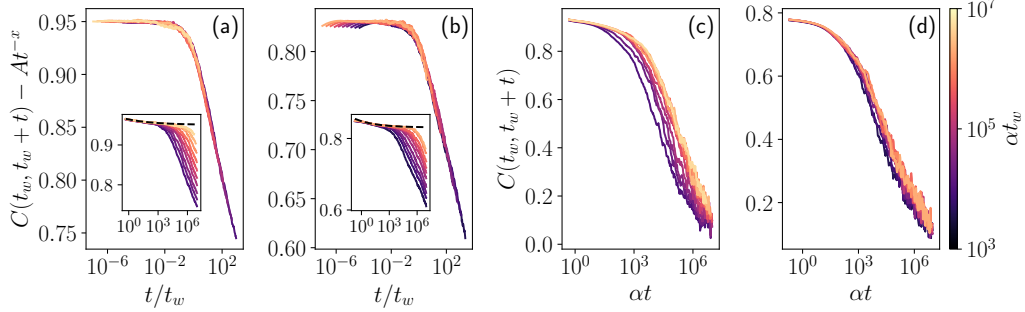 (a)
C(t_w, t_w + t) − At^{−x}
0.95
0.90
0.85
0.80
0.75
0.9
0.8
10^0 10^3 10^6
10^{−6} 10^{−2} 10^2
t/t_w
(b)
0.80
0.75
0.70
0.65
0.60
0.8
0.6
10^0 10^3 10^6
10^{−6} 10^{−2} 10^2
t/t_w
(c)
C(t_w, t_w + t)
0.8
0.6
0.4
0.2
0.0
10^0 10^3 10^6
αt
(d)
0.8
0.6
0.4
0.2
10^0 10^3 10^6
αt
10^7
10^5
10^3
αt_w